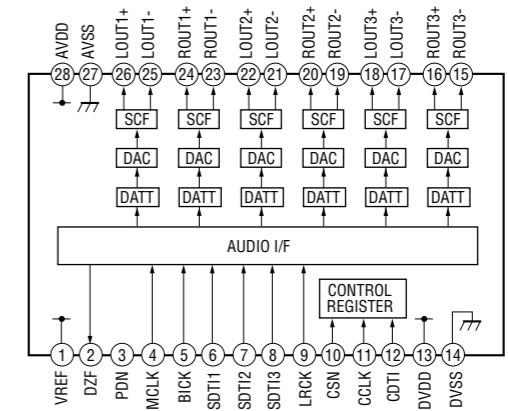 AVDD AVSS LOUT1+ LOUT1- ROUT1+ ROUT1- LOUT2+ LOUT2- ROUT2+ ROUT2- LOUT3+ LOUT3- ROUT3+ ROUT3-
28 27 26 25 24 23 22 21 20 19 18 17 16 15
SCF SCF SCF SCF SCF SCF
DAC DAC DAC DAC DAC DAC
DATT DATT DATT DATT DATT DATT
AUDIO I/F
CONTROL
REGISTER
1 2 3 4 5 6 7 8 9 10 11 12 13 14
VREF DZF PDN MCLK BICK SDTI1 SDTI2 SDTI3 LRCK CSN CCLK CDTI DVDD DVSS